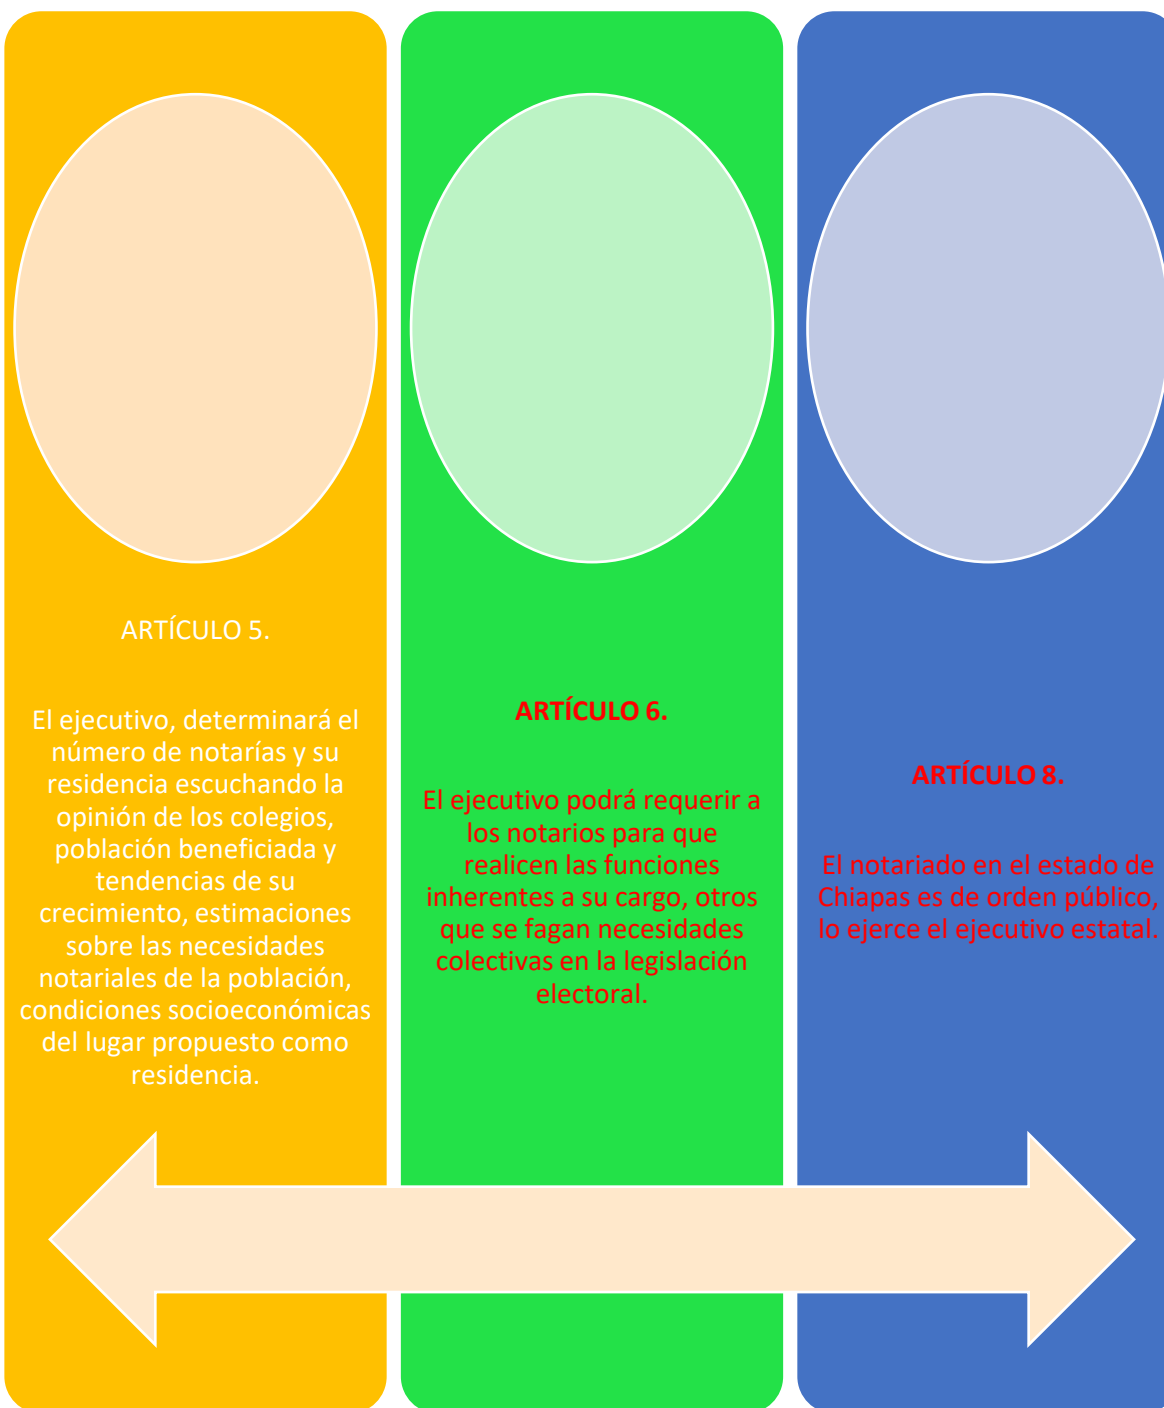 ARTÍCULO 5.
El ejecutivo, determinará el
número de notarías y su
residencia escuchando la
opinión de los colegios,
población beneficiada y
tendencias de su
crecimiento, estimaciones
sobre las necesidades
notariales de la población,
condiciones socioeconómicas
del lugar propuesto como
residencia.
ARTÍCULO 6.
El ejecutivo podrá requerir a
los notarios para que
realicen las funciones
inherentes a su cargo, otros
que se fagan necesidades
colectivas en la legislación
electoral.
ARTÍCULO 8.
El notariado en el estado de
Chiapas es de orden público,
lo ejerce el ejecutivo estatal.